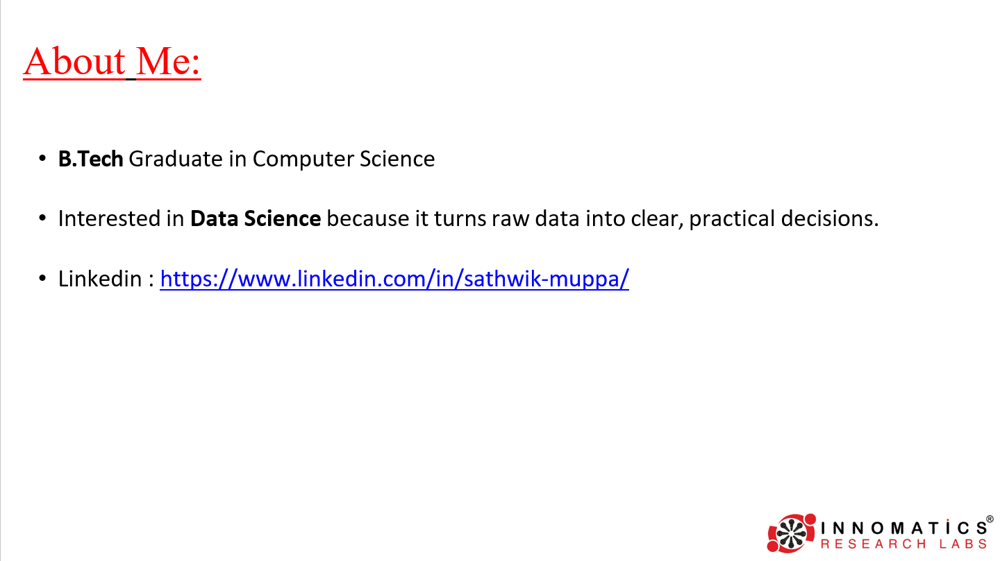 About Me:
• B.Tech Graduate in Computer Science
• Interested in Data Science because it turns raw data into clear, practical decisions.
• Linkedin : https://www.linkedin.com/in/sathwik-muppa/
INNOMATICS®
RESEARCH LABS